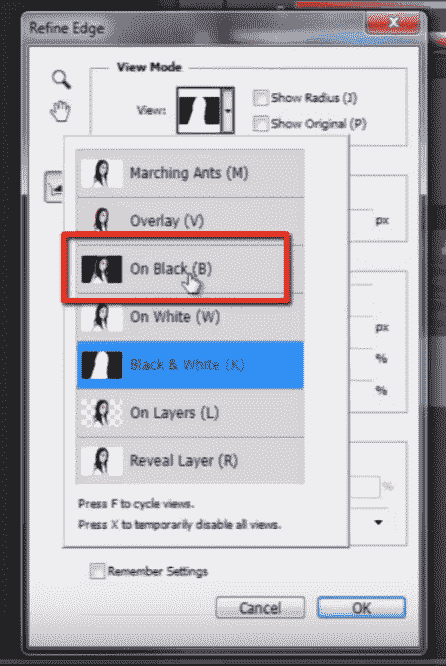 Refine Edge
View Mode
View:
Show Radius (J)
Show Original (P)
Marching Ants (M)
Overlay (V)
px
On Black (B)
On White (W)
px
Black & White (K)
%
%
On Layers (L)
Reveal Layer (R)
%
Press F to cycle views.
Press X to temporarily disable all views.
Remember Settings
Cancel
OK